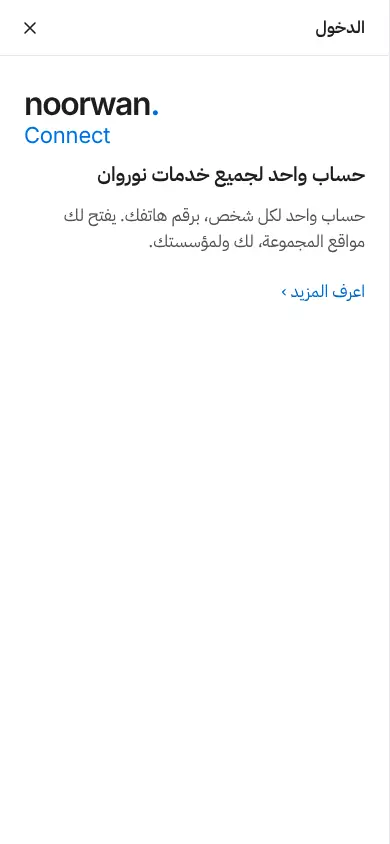 الدخول
noorwan.
Connect
حساب واحد لجميع خدمات نوروان
حساب واحد لكل شخص، برقم هاتفك. يفتح لك
مواقع المجموعة، لك ولمؤسستك.
اعرف المزيد ›